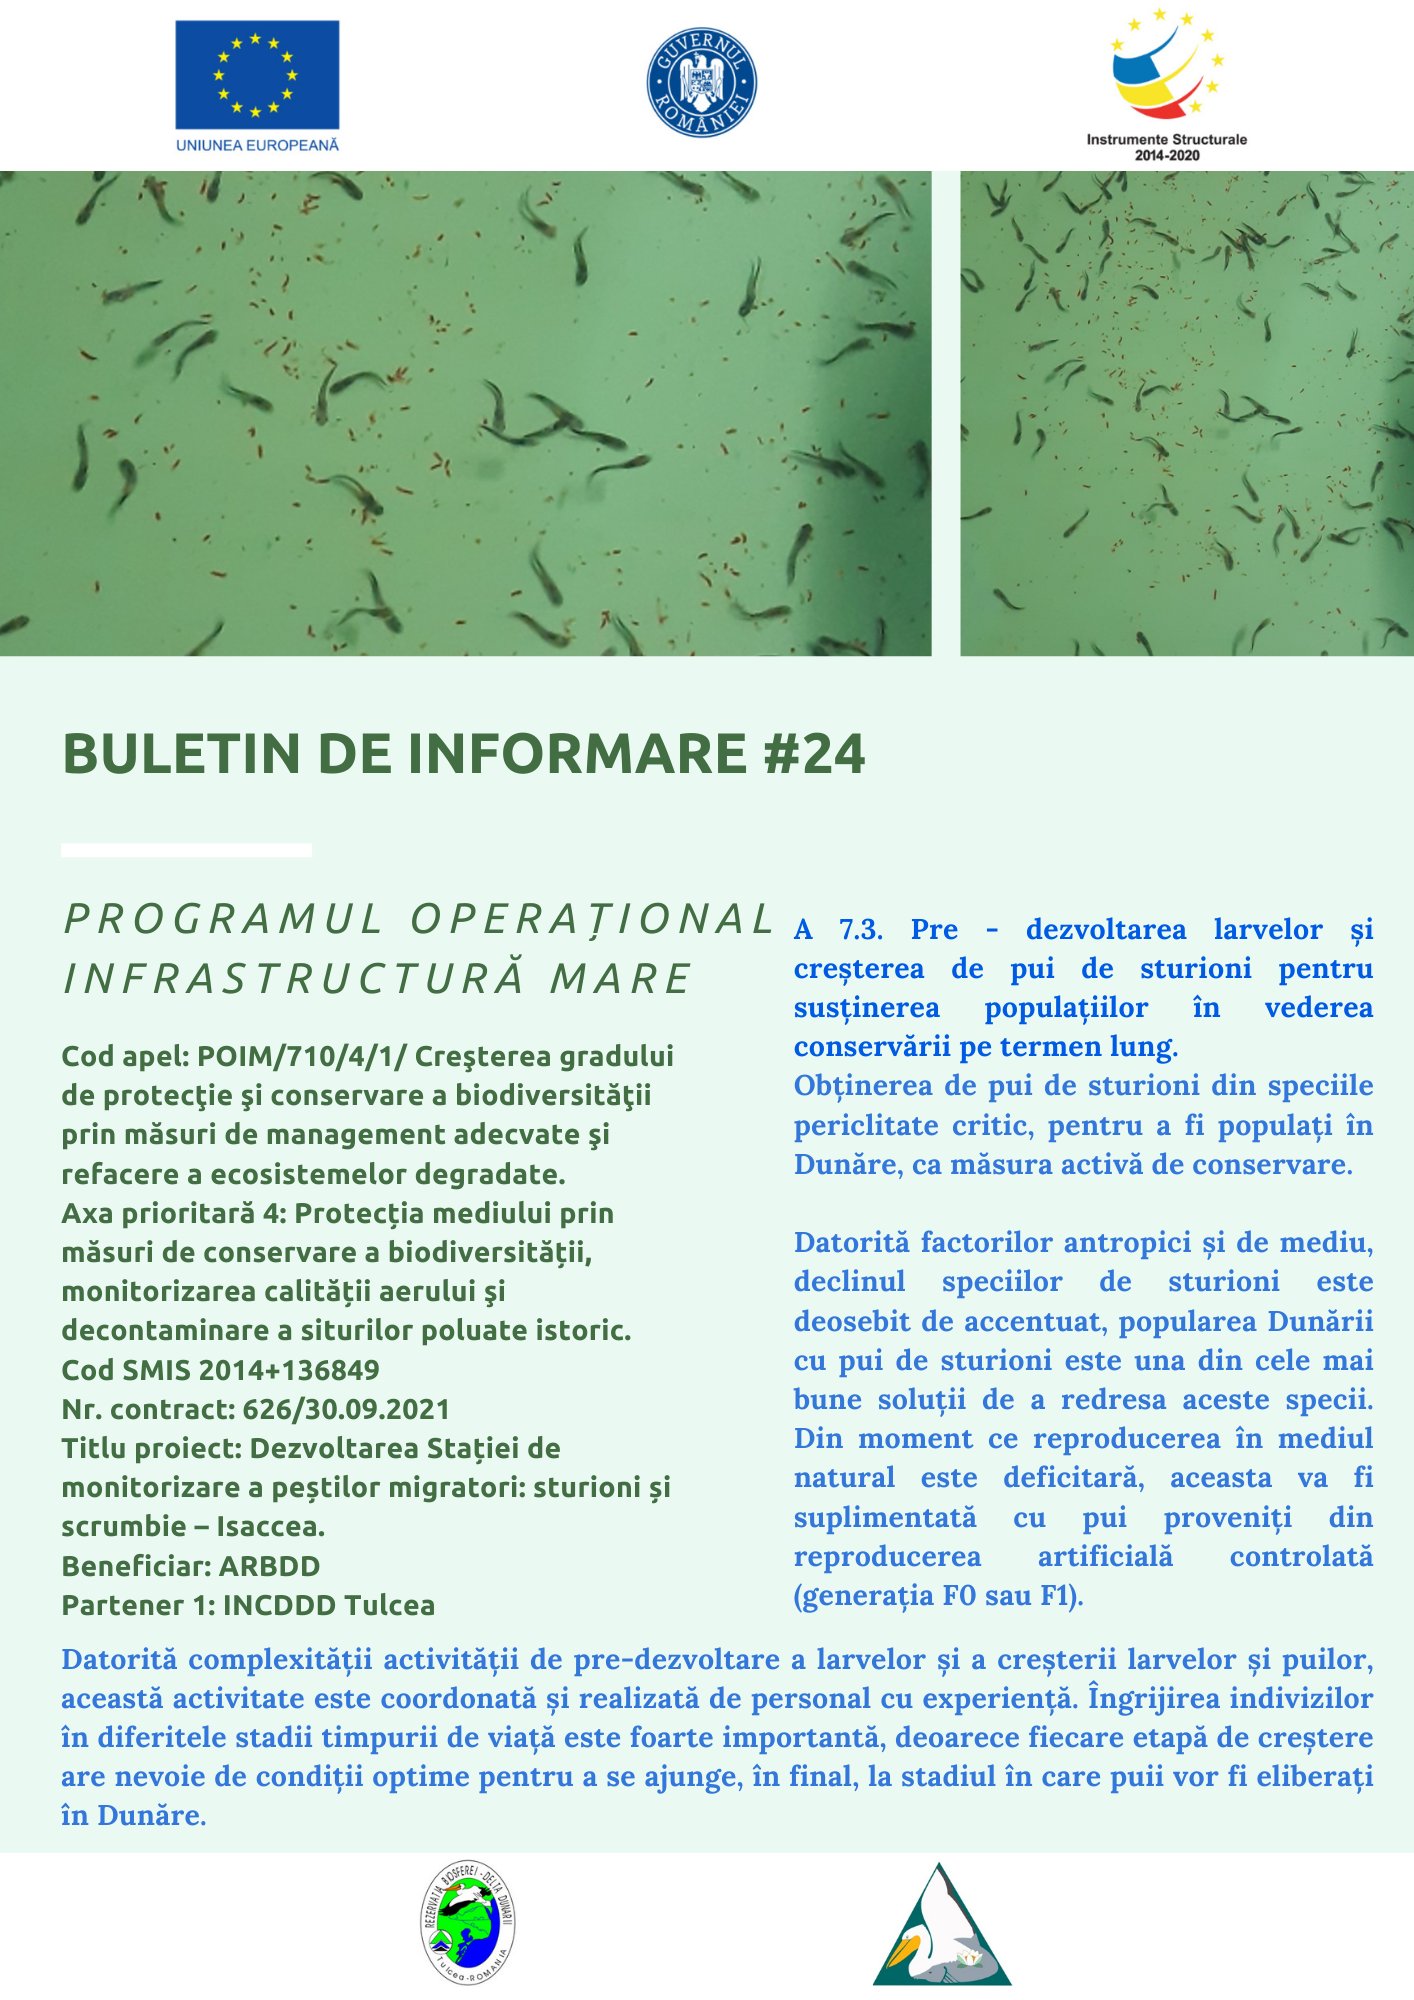 UNIUNEA EUROPEANĂ
GUVERNUL ROMÂNIEI
Instrumente Structurale
2014-2020
BULETIN DE INFORMARE #24
PROGRAMUL OPERAȚIONAL
INFRASTRUCTURĂ MARE
Cod apel: POIM/710/4/1/ Creşterea gradului
de protecţie şi conservare a biodiversităţii
prin măsuri de management adecvate şi
refacere a ecosistemelor degradate.
Axa prioritară 4: Protecția mediului prin
măsuri de conservare a biodiversității,
monitorizarea calității aerului şi
decontaminare a siturilor poluate istoric.
Cod SMIS 2014+136849
Nr. contract: 626/30.09.2021
Titlu proiect: Dezvoltarea Stației de
monitorizare a peștilor migratori: sturioni și
scrumbie – Isaccea.
Beneficiar: ARBDD
Partener 1: INCDDD Tulcea
A 7.3. Pre - dezvoltarea larvelor și
creșterea de pui de sturioni pentru
susținerea populațiilor în vederea
conservării pe termen lung.
Obținerea de pui de sturioni din speciile
periclitate critic, pentru a fi populați în
Dunăre, ca măsura activă de conservare.
Datorită factorilor antropici și de mediu,
declinul speciilor de sturioni este
deosebit de accentuat, popularea Dunării
cu pui de sturioni este una din cele mai
bune soluții de a redresa aceste specii.
Din moment ce reproducerea în mediul
natural este deficitară, aceasta va fi
suplimentată cu pui proveniți din
reproducerea artificială controlată
(generația F0 sau F1).
Datorită complexității activității de pre-dezvoltare a larvelor și a creșterii larvelor și puilor,
această activitate este coordonată și realizată de personal cu experiență. Îngrijirea indivizilor
în diferitele stadii timpurii de viață este foarte importantă, deoarece fiecare etapă de creștere
are nevoie de condiții optime pentru a se ajunge, în final, la stadiul în care puii vor fi eliberați
în Dunăre.
REZERVATIA BIOSFEREI - DELTA DUNARII
Tulcea-ROMANIA